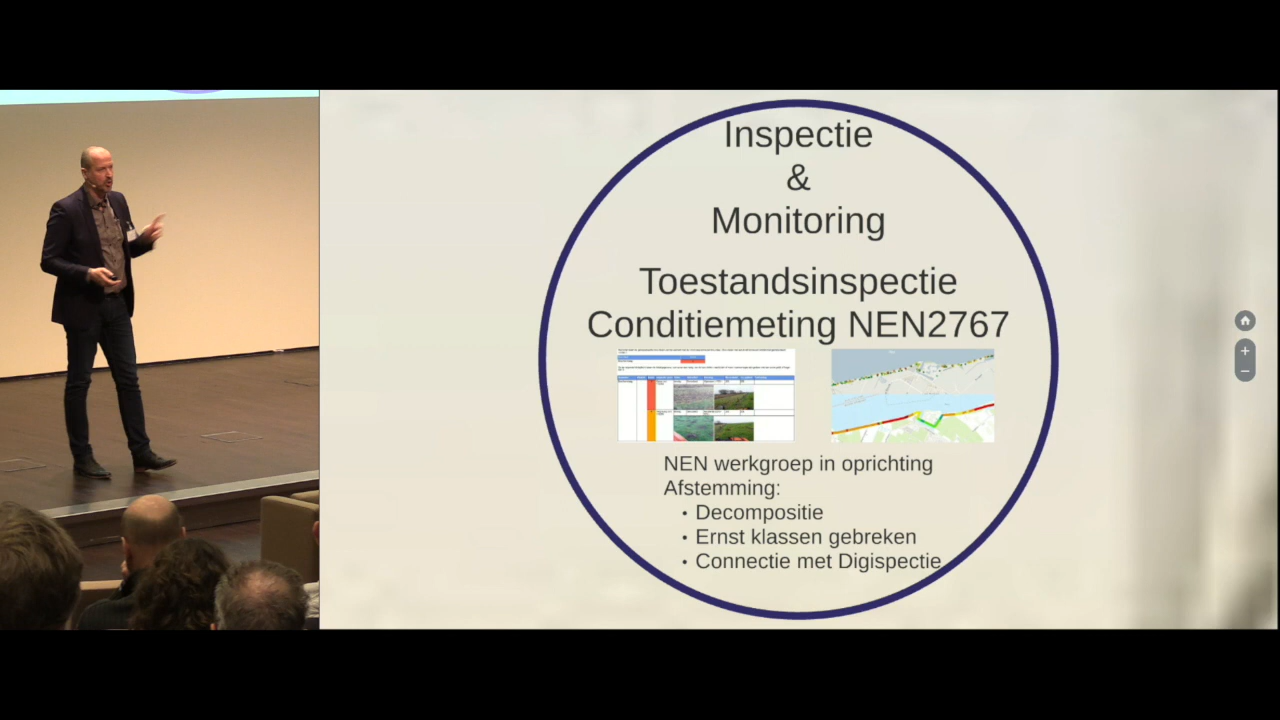 Inspectie
&
Monitoring
Toestandsinspectie
Conditiemeting NEN2767
NEN werkgroep in oprichting
Afstemming:
• Decompositie
• Ernst klassen gebreken
• Connectie met Digispectie